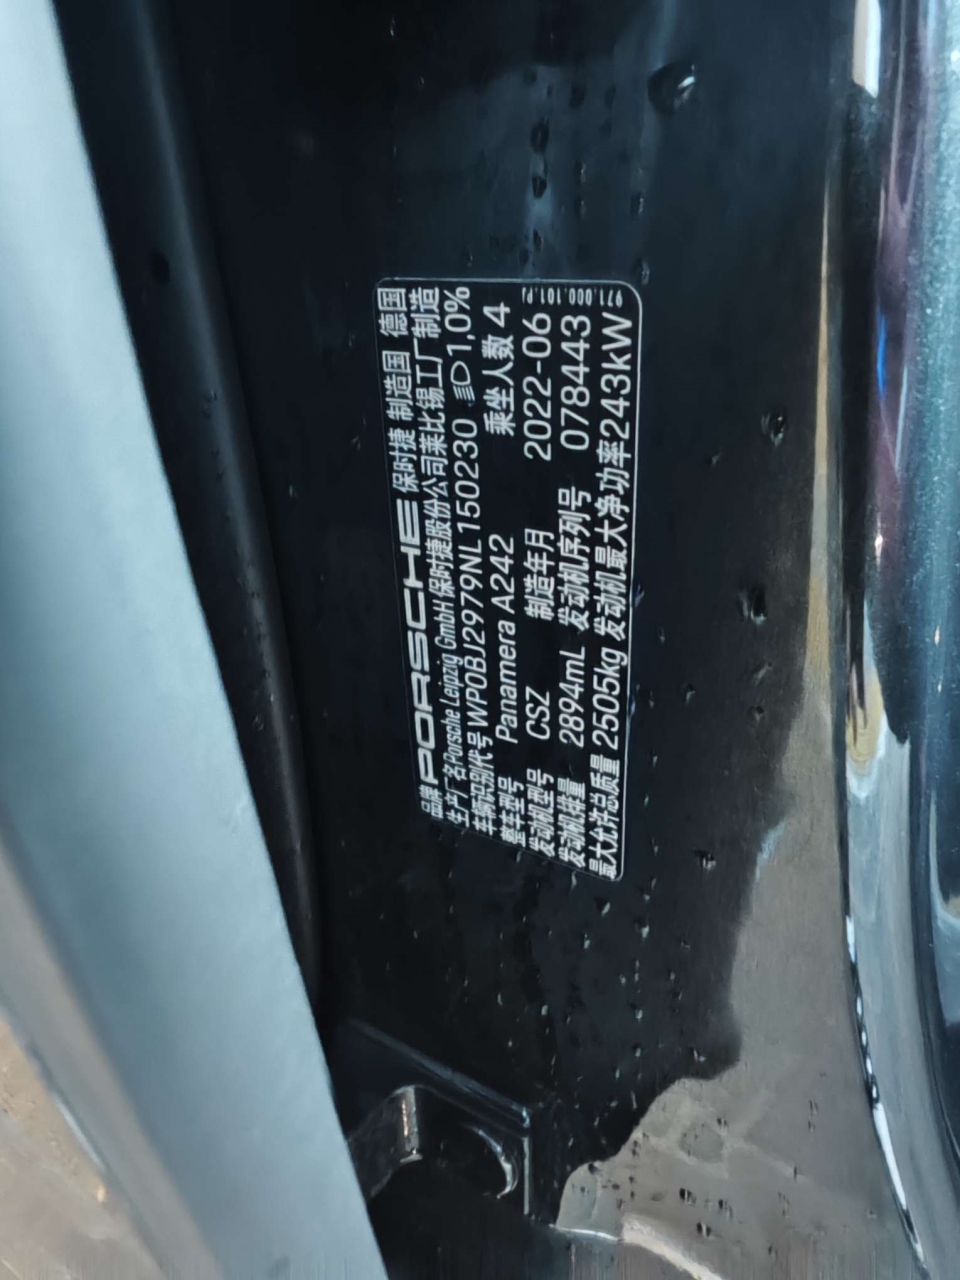 品牌 PORSCHE 保时捷 制造国 德国
生产厂名 Porsche Leipzig GmbH 保时捷股份公司莱比锡工厂制造
车辆识别代号 WP0BJ2979NL150230 1,0%
整车型号 Panamera A242 乘坐人数 4
发动机型号 CSZ 制造年月 2022-06
发动机排量 2894mL 发动机序列号 078443
最大允许总质量 2505kg 发动机最大净功率 243kW
971.000.101.PJ